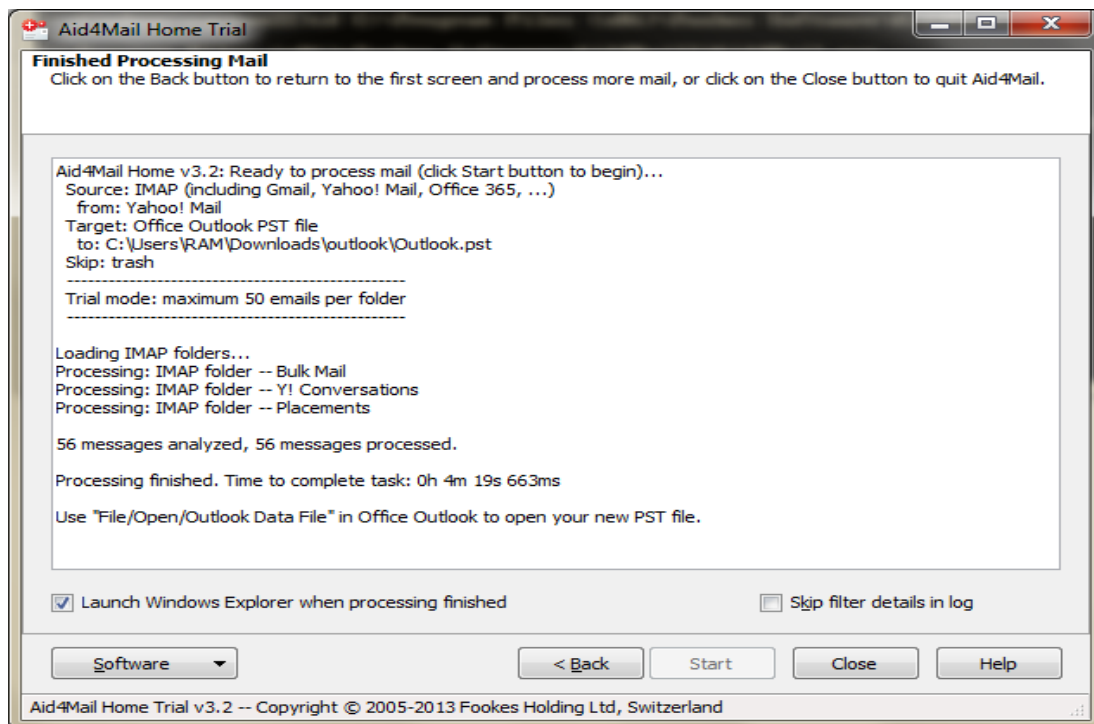 Aid4Mail Home Trial
Finished Processing Mail
Click on the Back button to return to the first screen and process more mail, or click on the Close button to quit Aid4Mail.
Aid4Mail Home v3.2: Ready to process mail (click Start button to begin)...
Source: IMAP (including Gmail, Yahoo! Mail, Office 365, ...)
from: Yahoo! Mail
Target: Office Outlook PST file
to: C:\Users\RAM\Downloads\outlook\Outlook.pst
Skip: trash
------------------------------------------------
Trial mode: maximum 50 emails per folder
------------------------------------------------
Loading IMAP folders...
Processing: IMAP folder -- Bulk Mail
Processing: IMAP folder -- Y! Conversations
Processing: IMAP folder -- Placements
56 messages analyzed, 56 messages processed.
Processing finished. Time to complete task: 0h 4m 19s 663ms
Use "File/Open/Outlook Data File" in Office Outlook to open your new PST file.
Launch Windows Explorer when processing finished
Skip filter details in log
Software
< Back
Start
Close
Help
Aid4Mail Home Trial v3.2 -- Copyright © 2005-2013 Fookes Holding Ltd, Switzerland